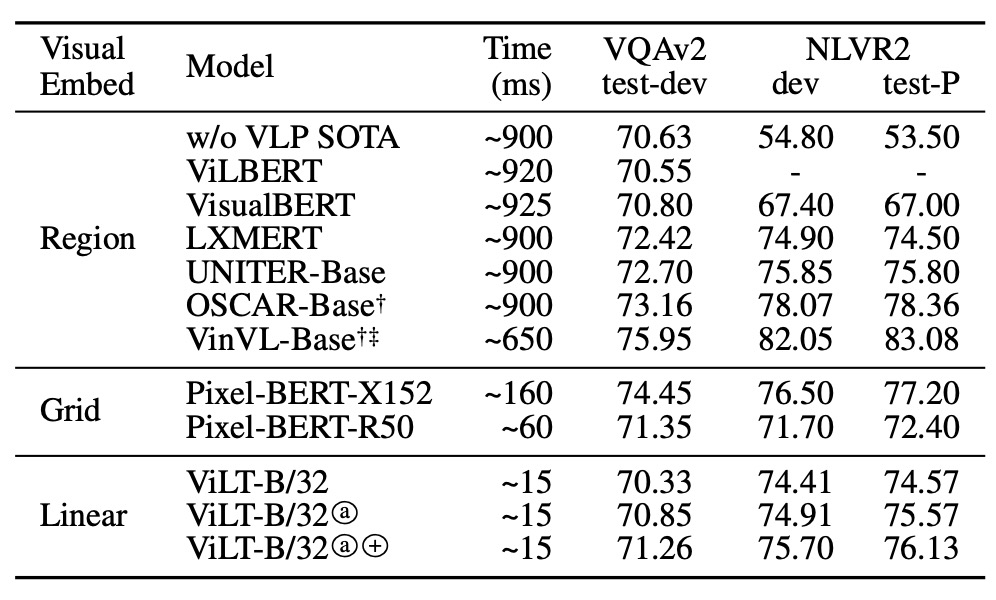 Visual Embed Model Time (ms) VQAv2 test-dev NLVR2 dev test-P
Region
w/o VLP SOTA ~900 70.63 54.80 53.50
ViLBERT ~920 70.55 - -
VisualBERT ~925 70.80 67.40 67.00
LXMERT ~900 72.42 74.90 74.50
UNITER-Base ~900 72.70 75.85 75.80
OSCAR-Base† ~900 73.16 78.07 78.36
VinVL-Base†‡ ~650 75.95 82.05 83.08
Grid
Pixel-BERT-X152 ~160 74.45 76.50 77.20
Pixel-BERT-R50 ~60 71.35 71.70 72.40
Linear
ViLT-B/32 ~15 70.33 74.41 74.57
ViLT-B/32ⓐ ~15 70.85 74.91 75.57
ViLT-B/32ⓐ⊕ ~15 71.26 75.70 76.13